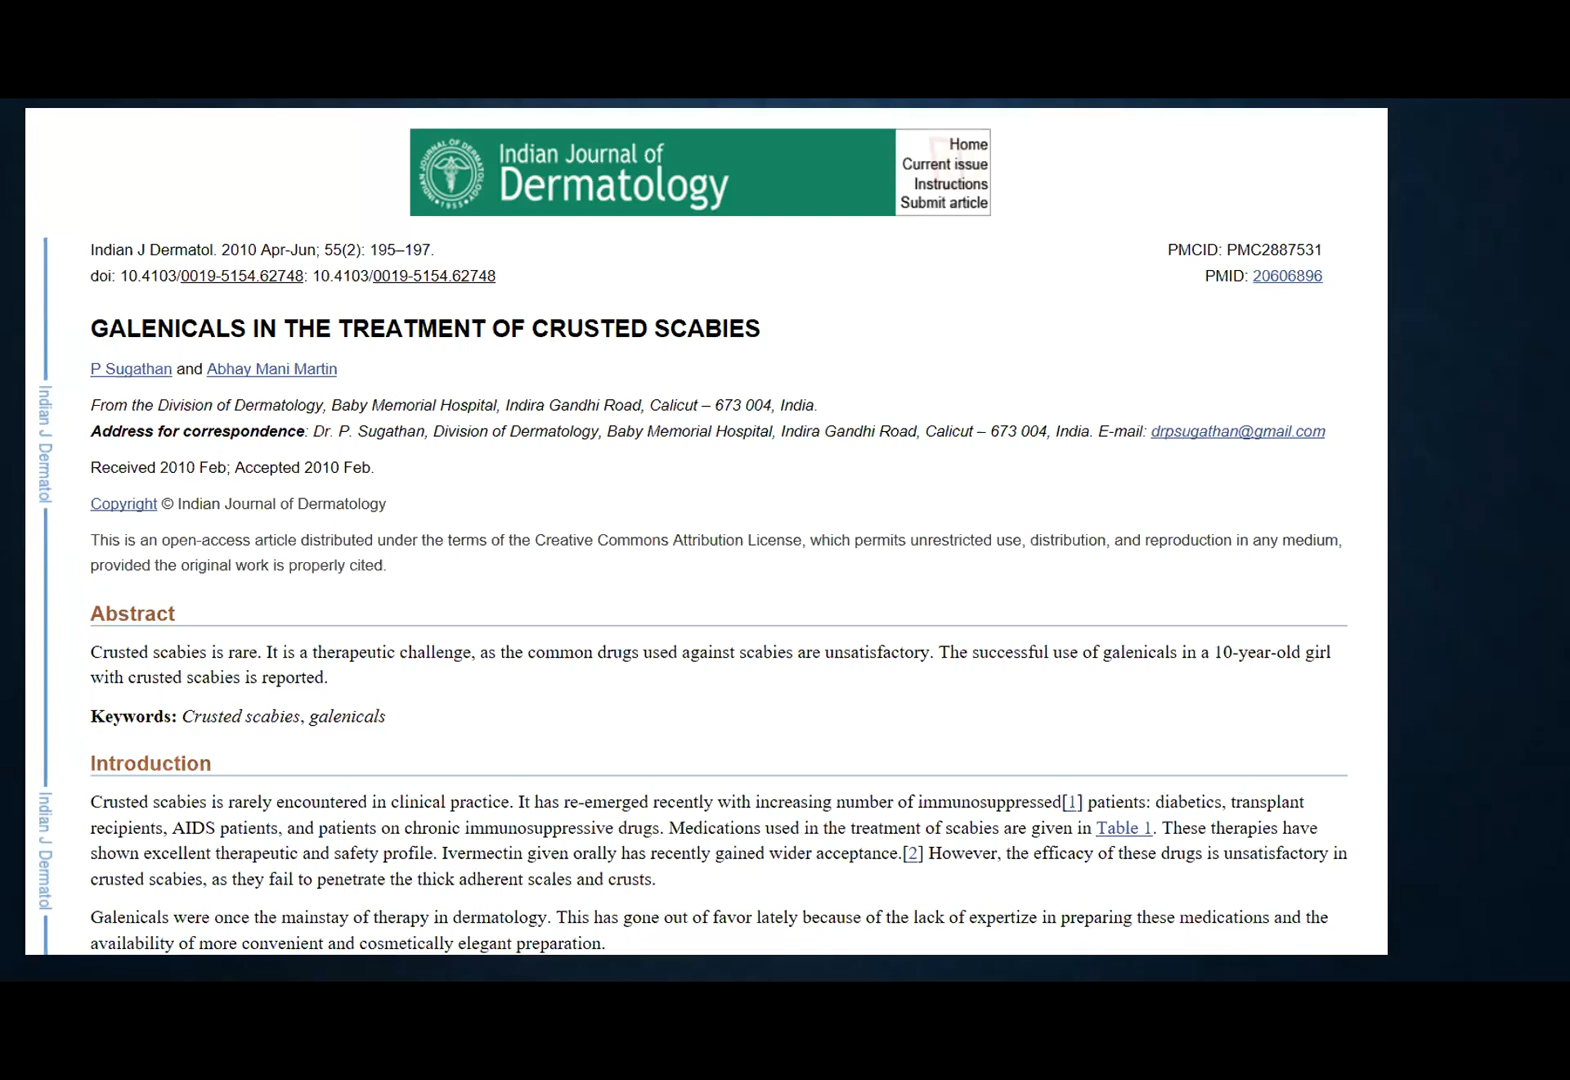 Indian Journal of
Dermatology
INDIAN JOURNAL OF DERMATOLOGY
1955
Home
Current issue
Instructions
Submit article
Indian J Dermatol. 2010 Apr-Jun; 55(2): 195–197.
PMCID: PMC2887531
doi: 10.4103/0019-5154.62748: 10.4103/0019-5154.62748
PMID: 20606896
GALENICALS IN THE TREATMENT OF CRUSTED SCABIES
P Sugathan and Abhay Mani Martin
From the Division of Dermatology, Baby Memorial Hospital, Indira Gandhi Road, Calicut – 673 004, India.
Address for correspondence: Dr. P. Sugathan, Division of Dermatology, Baby Memorial Hospital, Indira Gandhi Road, Calicut – 673 004, India. E-mail: drpsugathan@gmail.com
Received 2010 Feb; Accepted 2010 Feb.
Copyright © Indian Journal of Dermatology
This is an open-access article distributed under the terms of the Creative Commons Attribution License, which permits unrestricted use, distribution, and reproduction in any medium,
provided the original work is properly cited.
Abstract
Crusted scabies is rare. It is a therapeutic challenge, as the common drugs used against scabies are unsatisfactory. The successful use of galenicals in a 10-year-old girl
with crusted scabies is reported.
Keywords: Crusted scabies, galenicals
Introduction
Crusted scabies is rarely encountered in clinical practice. It has re-emerged recently with increasing number of immunosuppressed[1] patients: diabetics, transplant
recipients, AIDS patients, and patients on chronic immunosuppressive drugs. Medications used in the treatment of scabies are given in Table 1. These therapies have
shown excellent therapeutic and safety profile. Ivermectin given orally has recently gained wider acceptance.[2] However, the efficacy of these drugs is unsatisfactory in
crusted scabies, as they fail to penetrate the thick adherent scales and crusts.
Galenicals were once the mainstay of therapy in dermatology. This has gone out of favor lately because of the lack of expertize in preparing these medications and the
availability of more convenient and cosmetically elegant preparation.
Indian J Dermatol
Indian J Dermatol